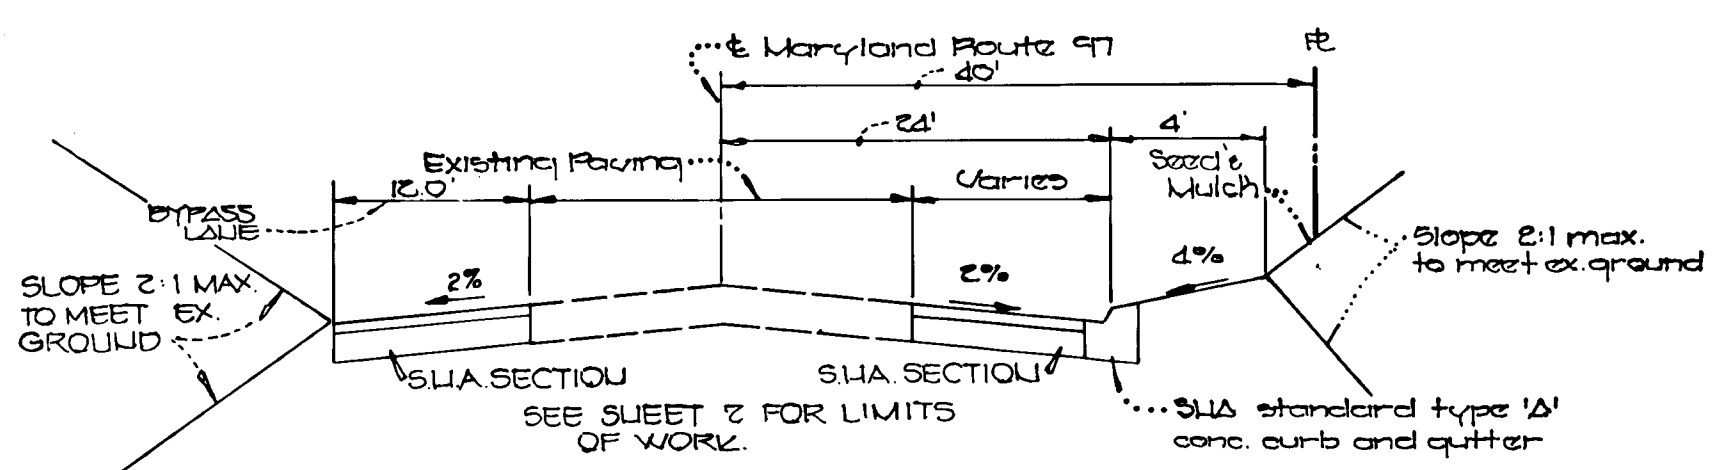 ℄ Maryland Route 97
℔
40'
24'
4'
Existing Paving
12.0'
Varies
Seed &
Mulch
BYPASS
LANE
SLOPE 2:1 MAX.
TO MEET EX.
GROUND
2%
2%
4%
Slope 2:1 max.
to meet ex. ground
S.H.A. SECTION
S.H.A. SECTION
SEE SHEET 2 FOR LIMITS
OF WORK.
SHA standard type 'A'
conc. curb and gutter